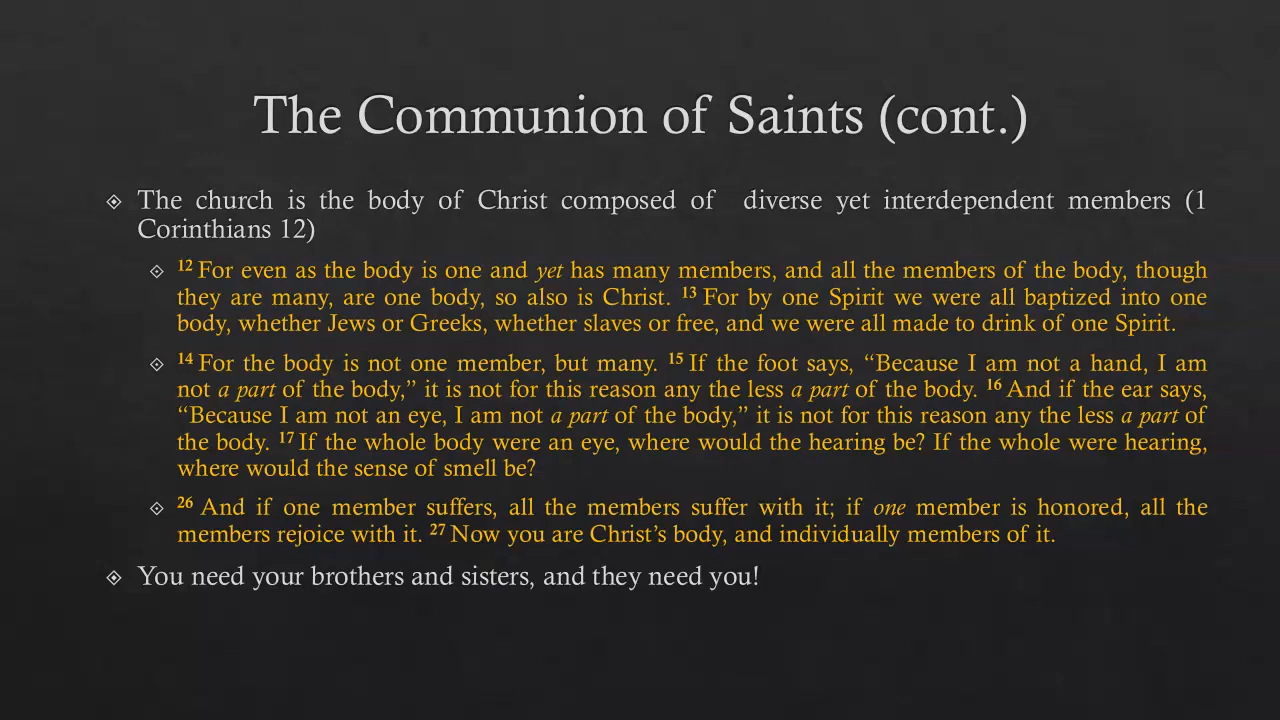 The Communion of Saints (cont.)
The church is the body of Christ composed of diverse yet interdependent members (1
Corinthians 12)
12 For even as the body is one and yet has many members, and all the members of the body, though
they are many, are one body, so also is Christ. 13 For by one Spirit we were all baptized into one
body, whether Jews or Greeks, whether slaves or free, and we were all made to drink of one Spirit.
14 For the body is not one member, but many. 15 If the foot says, “Because I am not a hand, I am
not a part of the body,” it is not for this reason any the less a part of the body. 16 And if the ear says,
“Because I am not an eye, I am not a part of the body,” it is not for this reason any the less a part of
the body. 17 If the whole body were an eye, where would the hearing be? If the whole were hearing,
where would the sense of smell be?
26 And if one member suffers, all the members suffer with it; if one member is honored, all the
members rejoice with it. 27 Now you are Christ’s body, and individually members of it.
You need your brothers and sisters, and they need you!